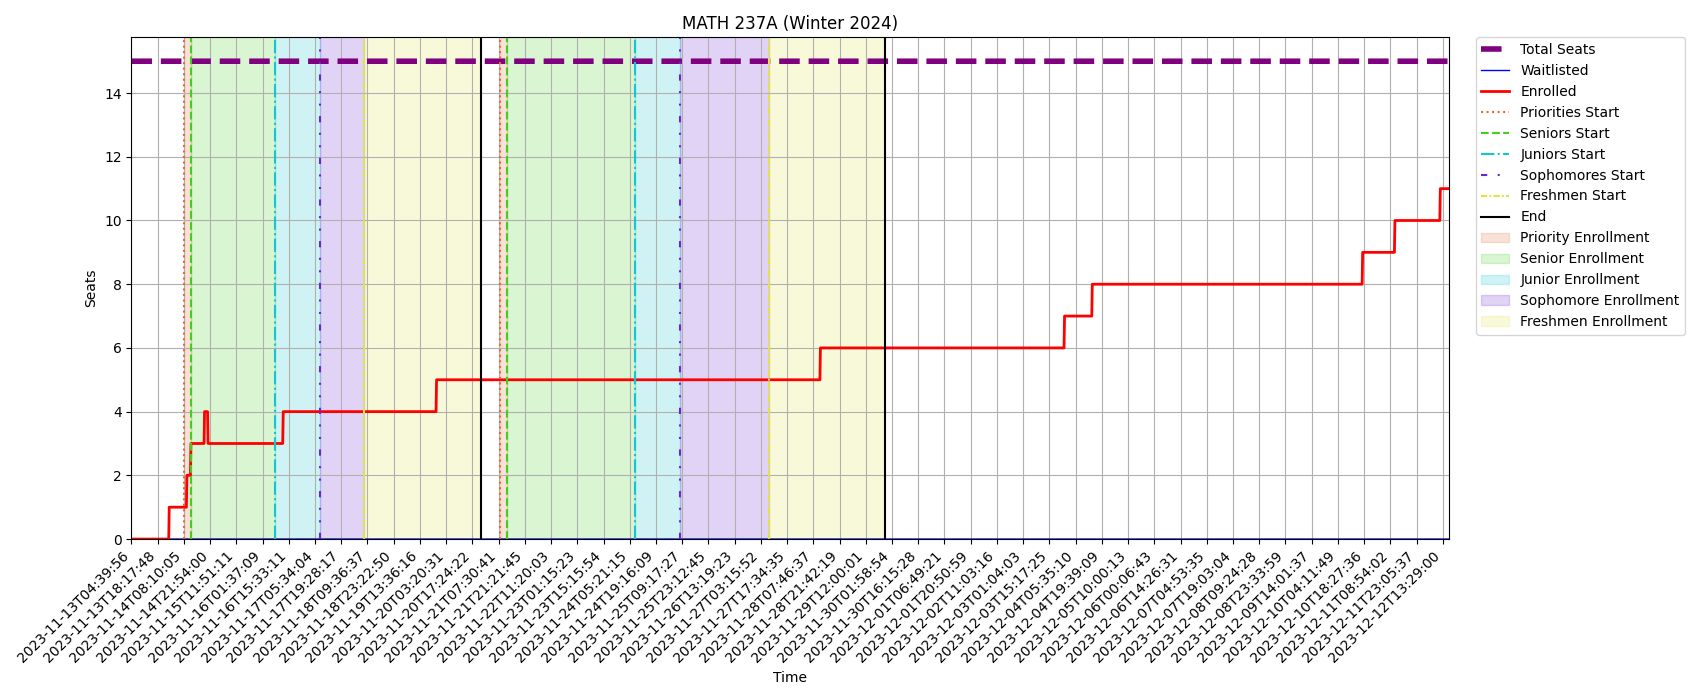 MATH 237A (Winter 2024)
Seats
14
12
10
8
6
4
2
0
2023-11-13T04:39:56
2023-11-13T18:17:48
2023-11-14T08:10:05
2023-11-14T21:54:00
2023-11-15T11:51:11
2023-11-16T01:37:09
2023-11-16T15:33:11
2023-11-17T05:34:04
2023-11-17T19:28:17
2023-11-18T09:36:37
2023-11-18T23:22:50
2023-11-19T13:36:16
2023-11-20T03:20:31
2023-11-20T17:24:22
2023-11-21T07:30:41
2023-11-21T21:21:45
2023-11-22T11:20:03
2023-11-23T01:15:23
2023-11-23T15:15:54
2023-11-24T05:21:15
2023-11-24T19:16:09
2023-11-25T09:17:27
2023-11-25T23:12:45
2023-11-26T13:19:23
2023-11-27T03:15:52
2023-11-27T17:34:35
2023-11-28T07:46:37
2023-11-28T21:42:19
2023-11-29T12:00:01
2023-11-30T01:58:54
2023-11-30T16:15:28
2023-12-01T06:49:21
2023-12-01T20:50:59
2023-12-02T11:03:16
2023-12-03T01:04:03
2023-12-03T15:17:25
2023-12-04T05:35:10
2023-12-04T19:39:09
2023-12-05T10:00:13
2023-12-06T00:06:43
2023-12-06T14:26:31
2023-12-07T04:53:35
2023-12-07T19:03:04
2023-12-08T09:24:28
2023-12-08T23:33:59
2023-12-09T14:01:37
2023-12-10T04:11:49
2023-12-10T18:27:36
2023-12-11T08:54:02
2023-12-11T23:05:37
2023-12-12T13:29:00
Time
Total Seats
Waitlisted
Enrolled
Priorities Start
Seniors Start
Juniors Start
Sophomores Start
Freshmen Start
End
Priority Enrollment
Senior Enrollment
Junior Enrollment
Sophomore Enrollment
Freshmen Enrollment